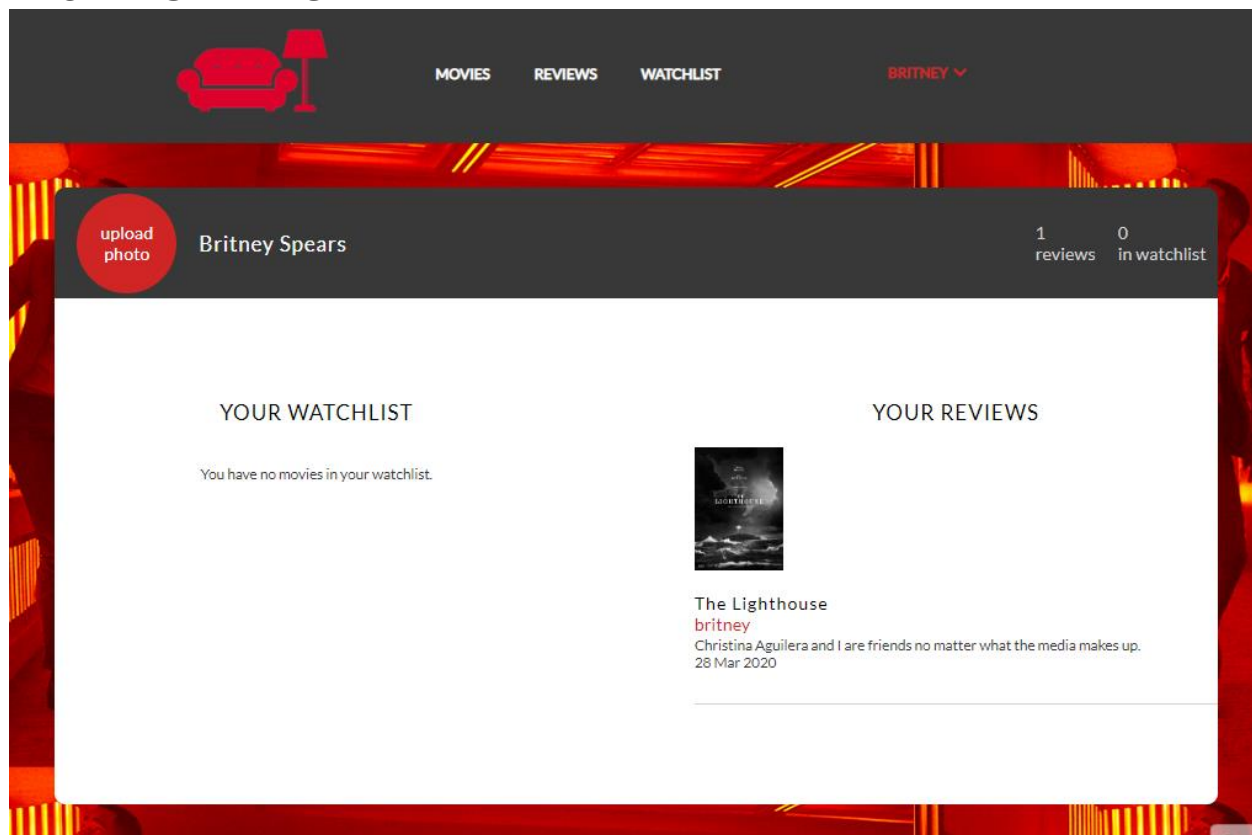 MOVIES REVIEWS WATCHLIST BRITNEY
upload
photo
Britney Spears
1
reviews
0
in watchlist
YOUR WATCHLIST
You have no movies in your watchlist.
YOUR REVIEWS
THE
LIGHTHOUSE
The Lighthouse
britney
Christina Aguilera and I are friends no matter what the media makes up.
28 Mar 2020